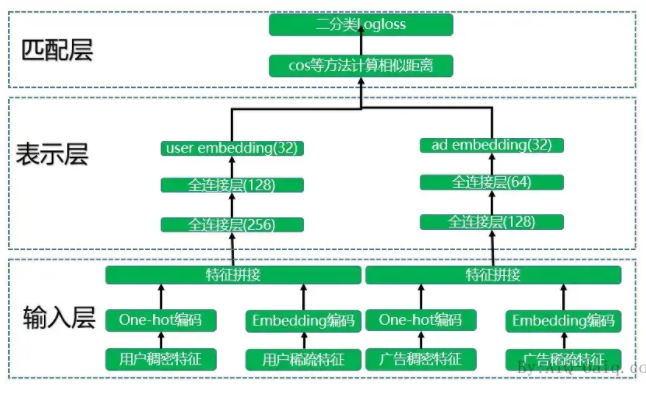 匹配层
二分类Logloss
cos等方法计算相似距离
表示层
user embedding(32)
ad embedding(32)
全连接层(128)
全连接层(64)
全连接层(256)
全连接层(128)
输入层
特征拼接
特征拼接
One-hot编码
Embedding编码
One-hot编码
Embedding编码
用户稠密特征
用户稀疏特征
广告稠密特征
广告稀疏特征